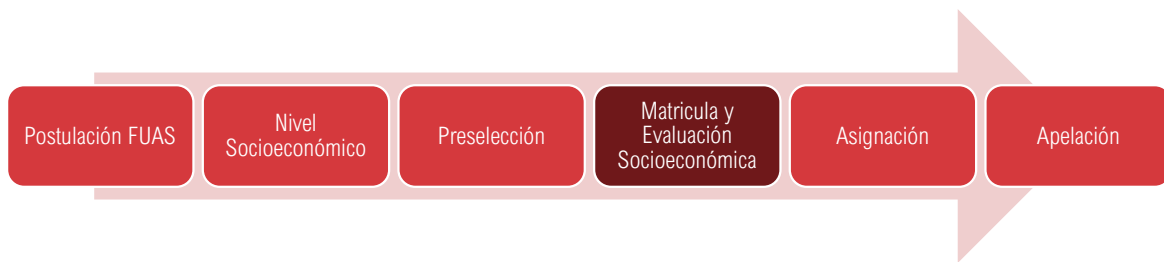 Postulación FUAS
Nivel
Socioeconómico
Preselección
Matricula y
Evaluación
Socioeconómica
Asignación
Apelación